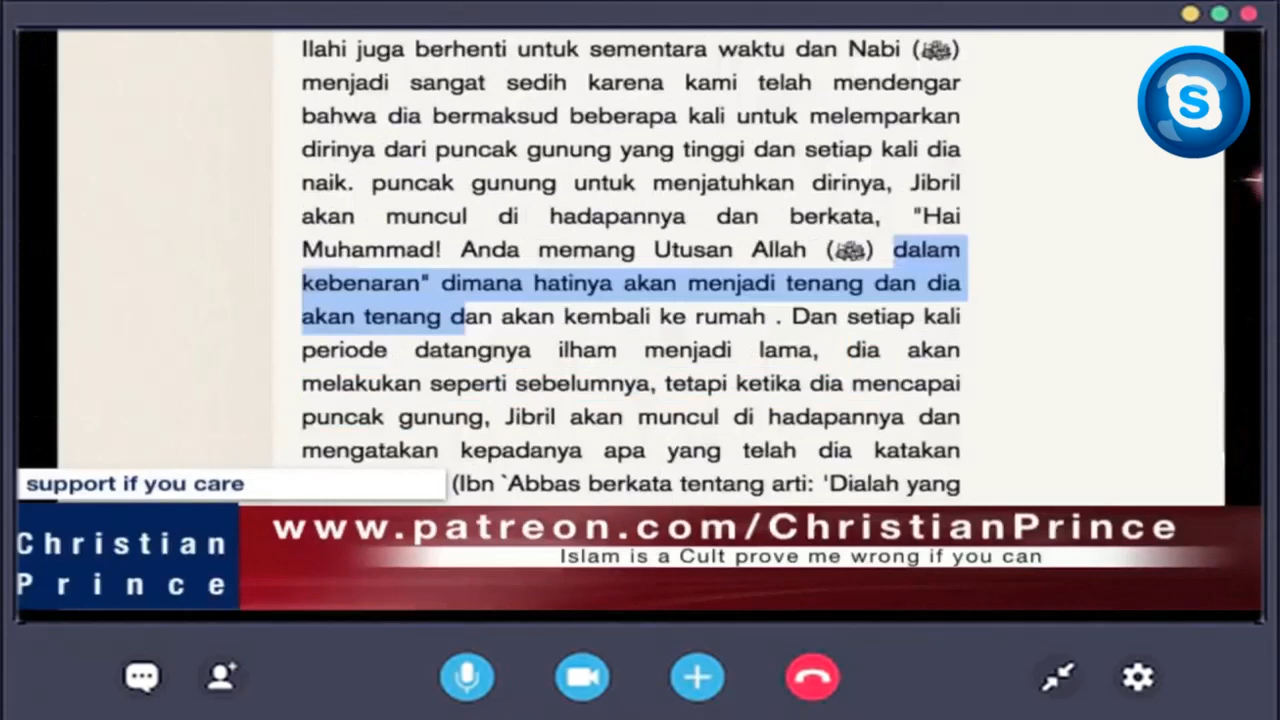 Ilahi juga berhenti untuk sementara waktu dan Nabi (ﷺ)
menjadi sangat sedih karena kami telah mendengar
bahwa dia bermaksud beberapa kali untuk melemparkan
dirinya dari puncak gunung yang tinggi dan setiap kali dia
naik. puncak gunung untuk menjatuhkan dirinya, Jibril
akan muncul di hadapannya dan berkata, "Hai
Muhammad! Anda memang Utusan Allah (ﷺ) dalam
kebenaran" dimana hatinya akan menjadi tenang dan dia
akan tenang dan akan kembali ke rumah . Dan setiap kali
periode datangnya ilham menjadi lama, dia akan
melakukan seperti sebelumnya, tetapi ketika dia mencapai
puncak gunung, Jibril akan muncul di hadapannya dan
mengatakan kepadanya apa yang telah dia katakan
(Ibn `Abbas berkata tentang arti: 'Dialah yang
support if you care
Christian
Prince
www.patreon.com/ChristianPrince
Islam is a Cult prove me wrong if you can
S